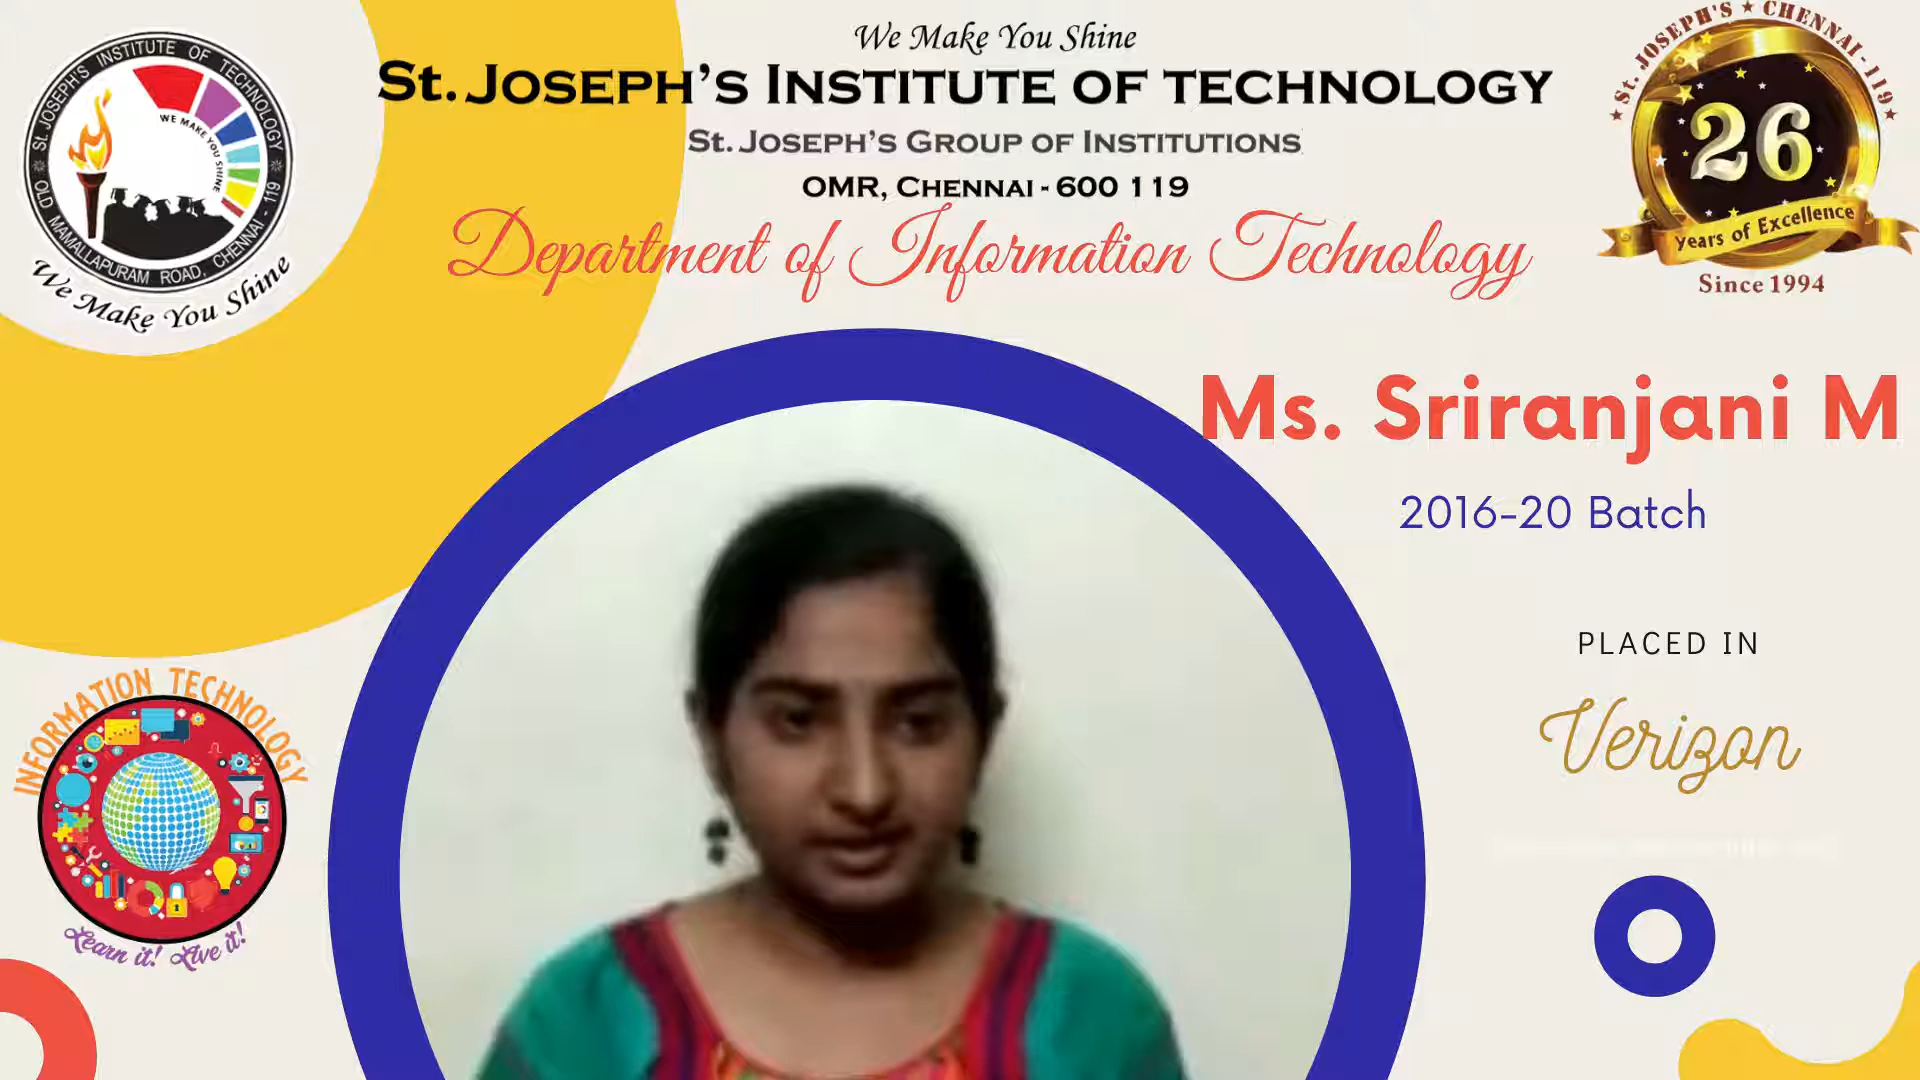 We Make You Shine
St. JOSEPH'S INSTITUTE OF TECHNOLOGY
St. JOSEPH'S GROUP OF INSTITUTIONS
OMR, CHENNAI - 600 119
Department of Information Technology
St. JOSEPH'S INSTITUTE OF TECHNOLOGY
OLD MAMALLAPURAM ROAD, CHENNAI - 119
WE MAKE YOU SHINE
We Make You Shine
St. JOSEPH'S ★ CHENNAI - 119
26
years of Excellence
Since 1994
Ms. Sriranjani M
2016-20 Batch
PLACED IN
Verizon
INFORMATION TECHNOLOGY
Learn it! Live it!